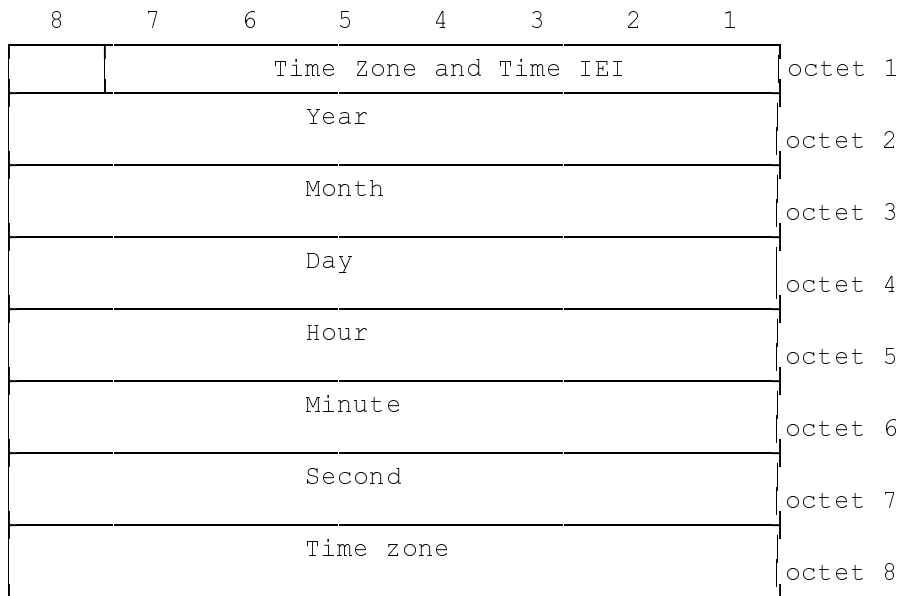 8 7 6 5 4 3 2 1
Time Zone and Time IEI octet 1
Year
octet 2
Month
octet 3
Day
octet 4
Hour
octet 5
Minute
octet 6
Second
octet 7
Time zone
octet 8